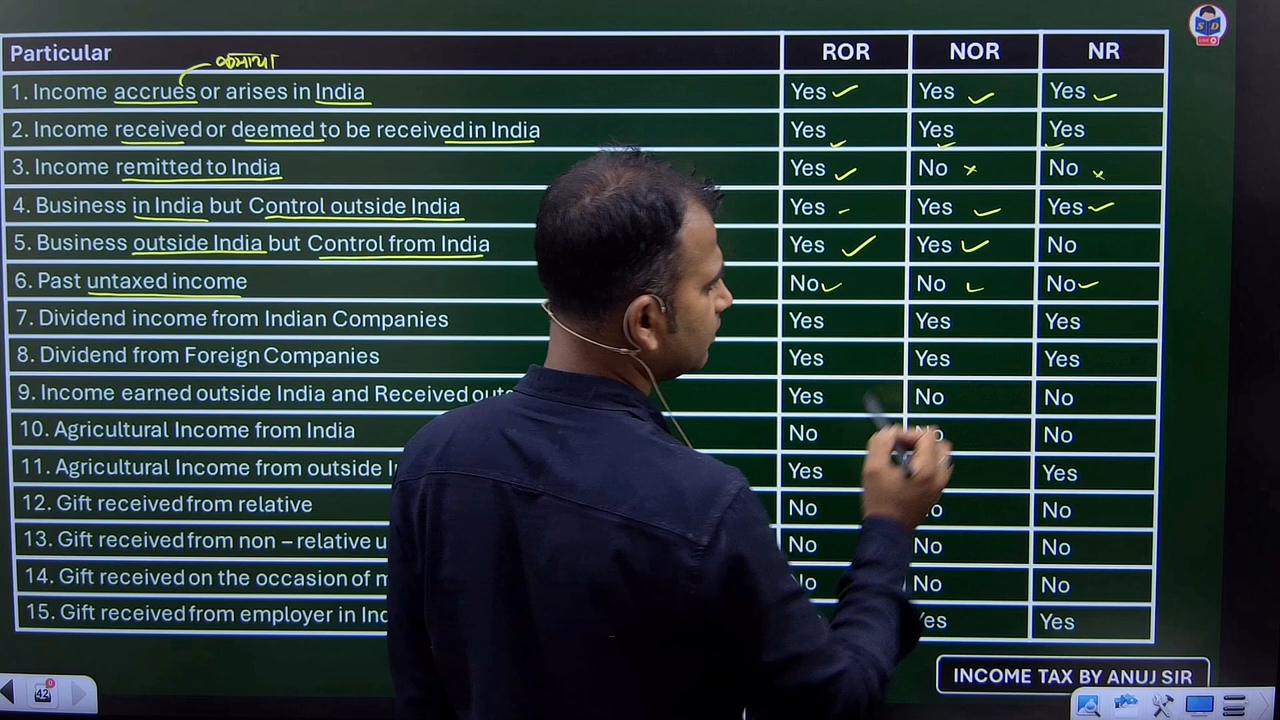 Particular ROR NOR NR
कमाया
1. Income accrues or arises in India Yes Yes Yes
2. Income received or deemed to be received in India Yes Yes Yes
3. Income remitted to India Yes No No
4. Business in India but Control outside India Yes Yes Yes
5. Business outside India but Control from India Yes Yes No
6. Past untaxed income No No No
7. Dividend income from Indian Companies Yes Yes Yes
8. Dividend from Foreign Companies Yes Yes Yes
9. Income earned outside India and Received Yes No No
10. Agricultural Income from India No No No
11. Agricultural Income from outside Yes Yes
12. Gift received from relative No No
13. Gift received from non – relative No No No
14. Gift received on the occasion of No No
15. Gift received from employer in Yes Yes
INCOME TAX BY ANUJ SIR
42